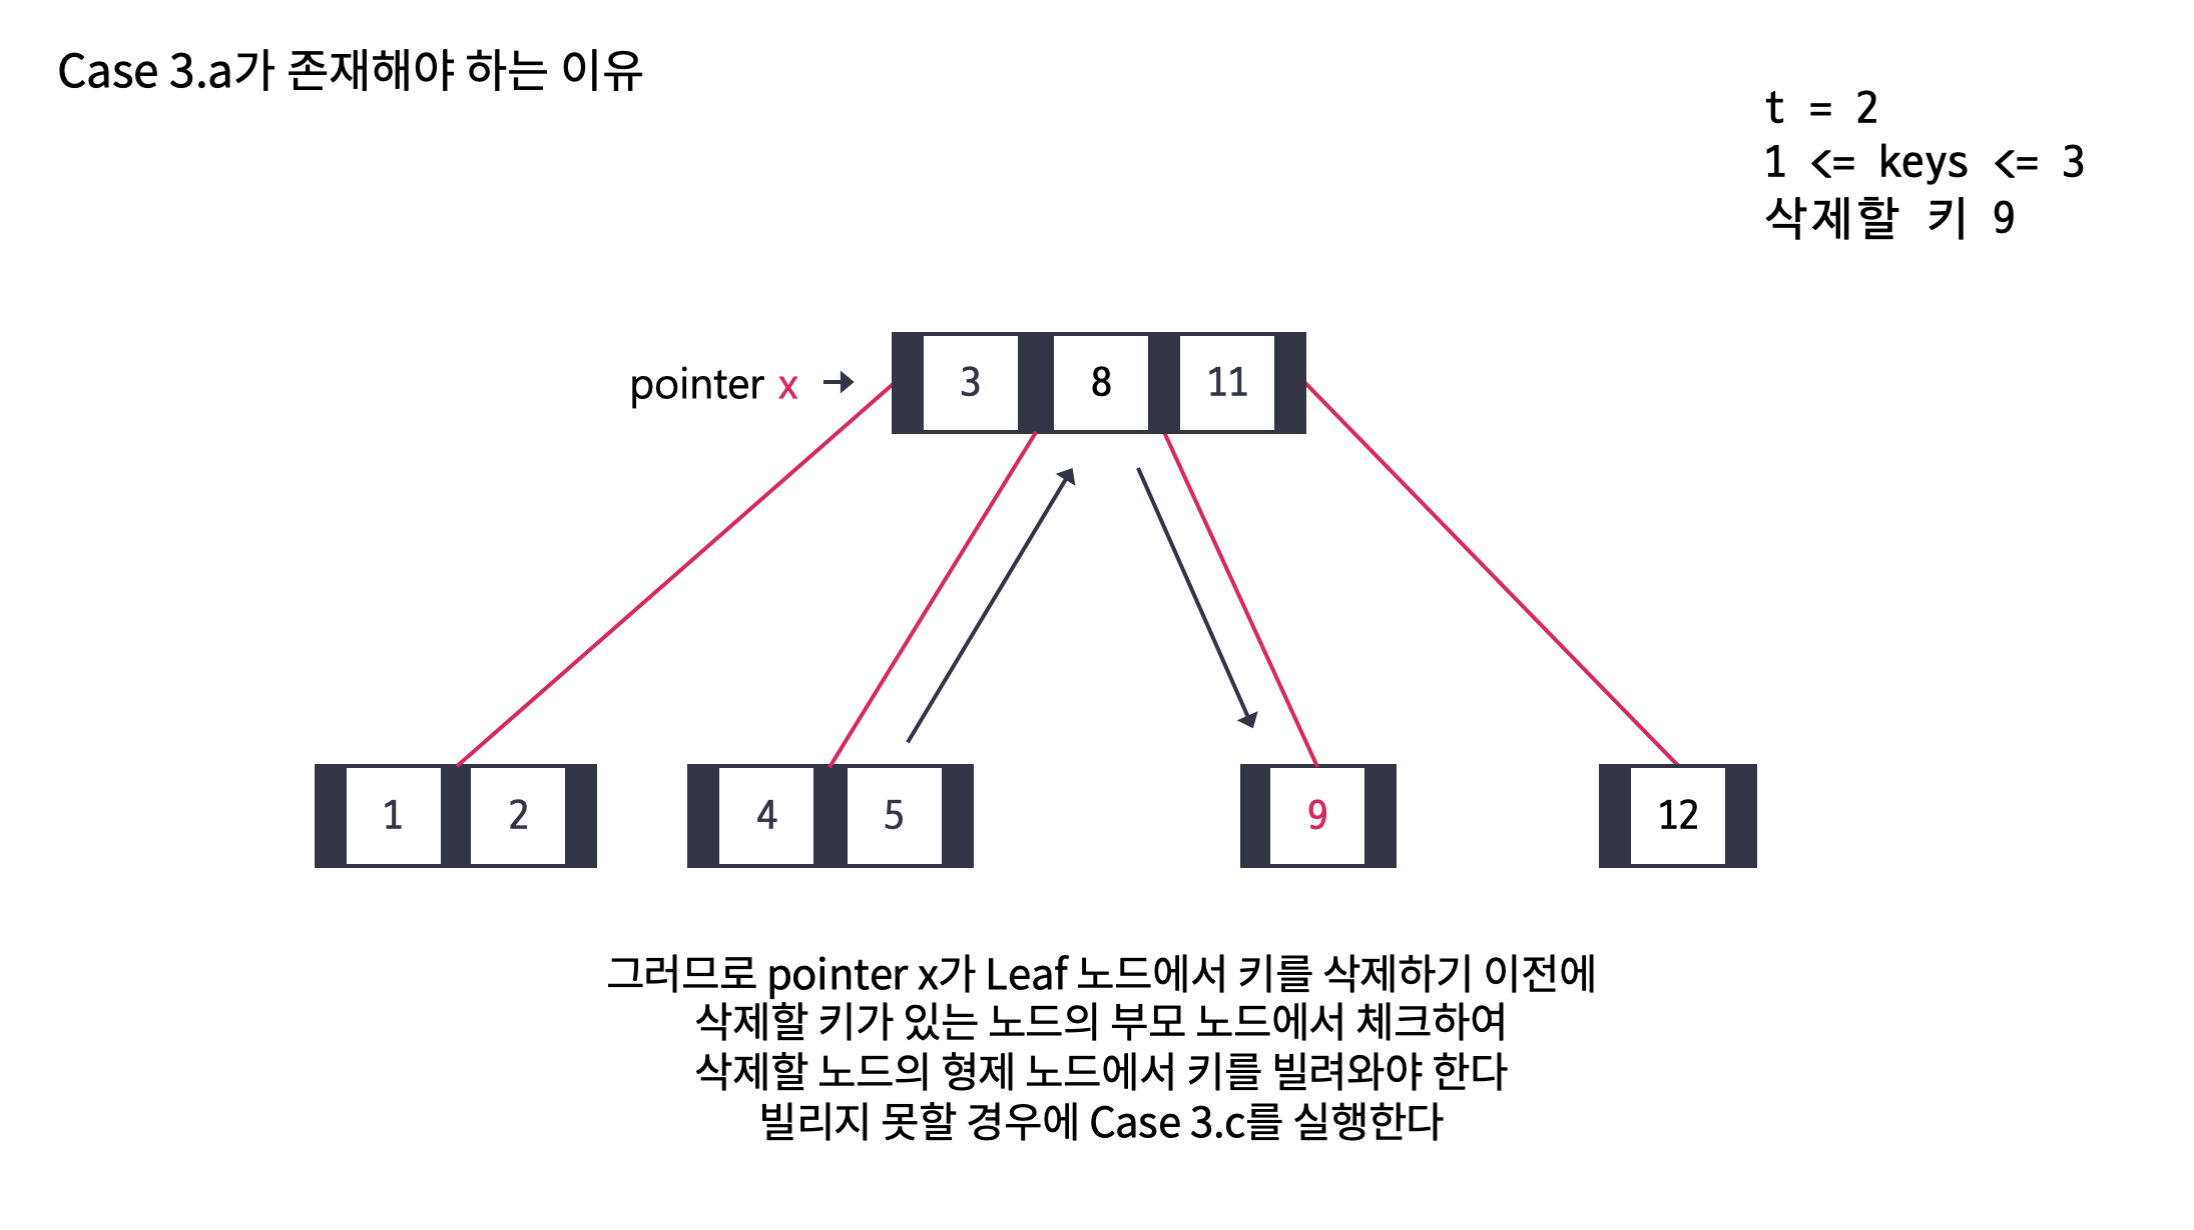 Case 3.a가 존재해야 하는 이유
t = 2
1 <= keys <= 3
삭제할 키 9
pointer x
3 8 11
1 2
4 5
9
12
그러므로 pointer x가 Leaf 노드에서 키를 삭제하기 이전에
삭제할 키가 있는 노드의 부모 노드에서 체크하여
삭제할 노드의 형제 노드에서 키를 빌려와야 한다
빌리지 못할 경우에 Case 3.c를 실행한다